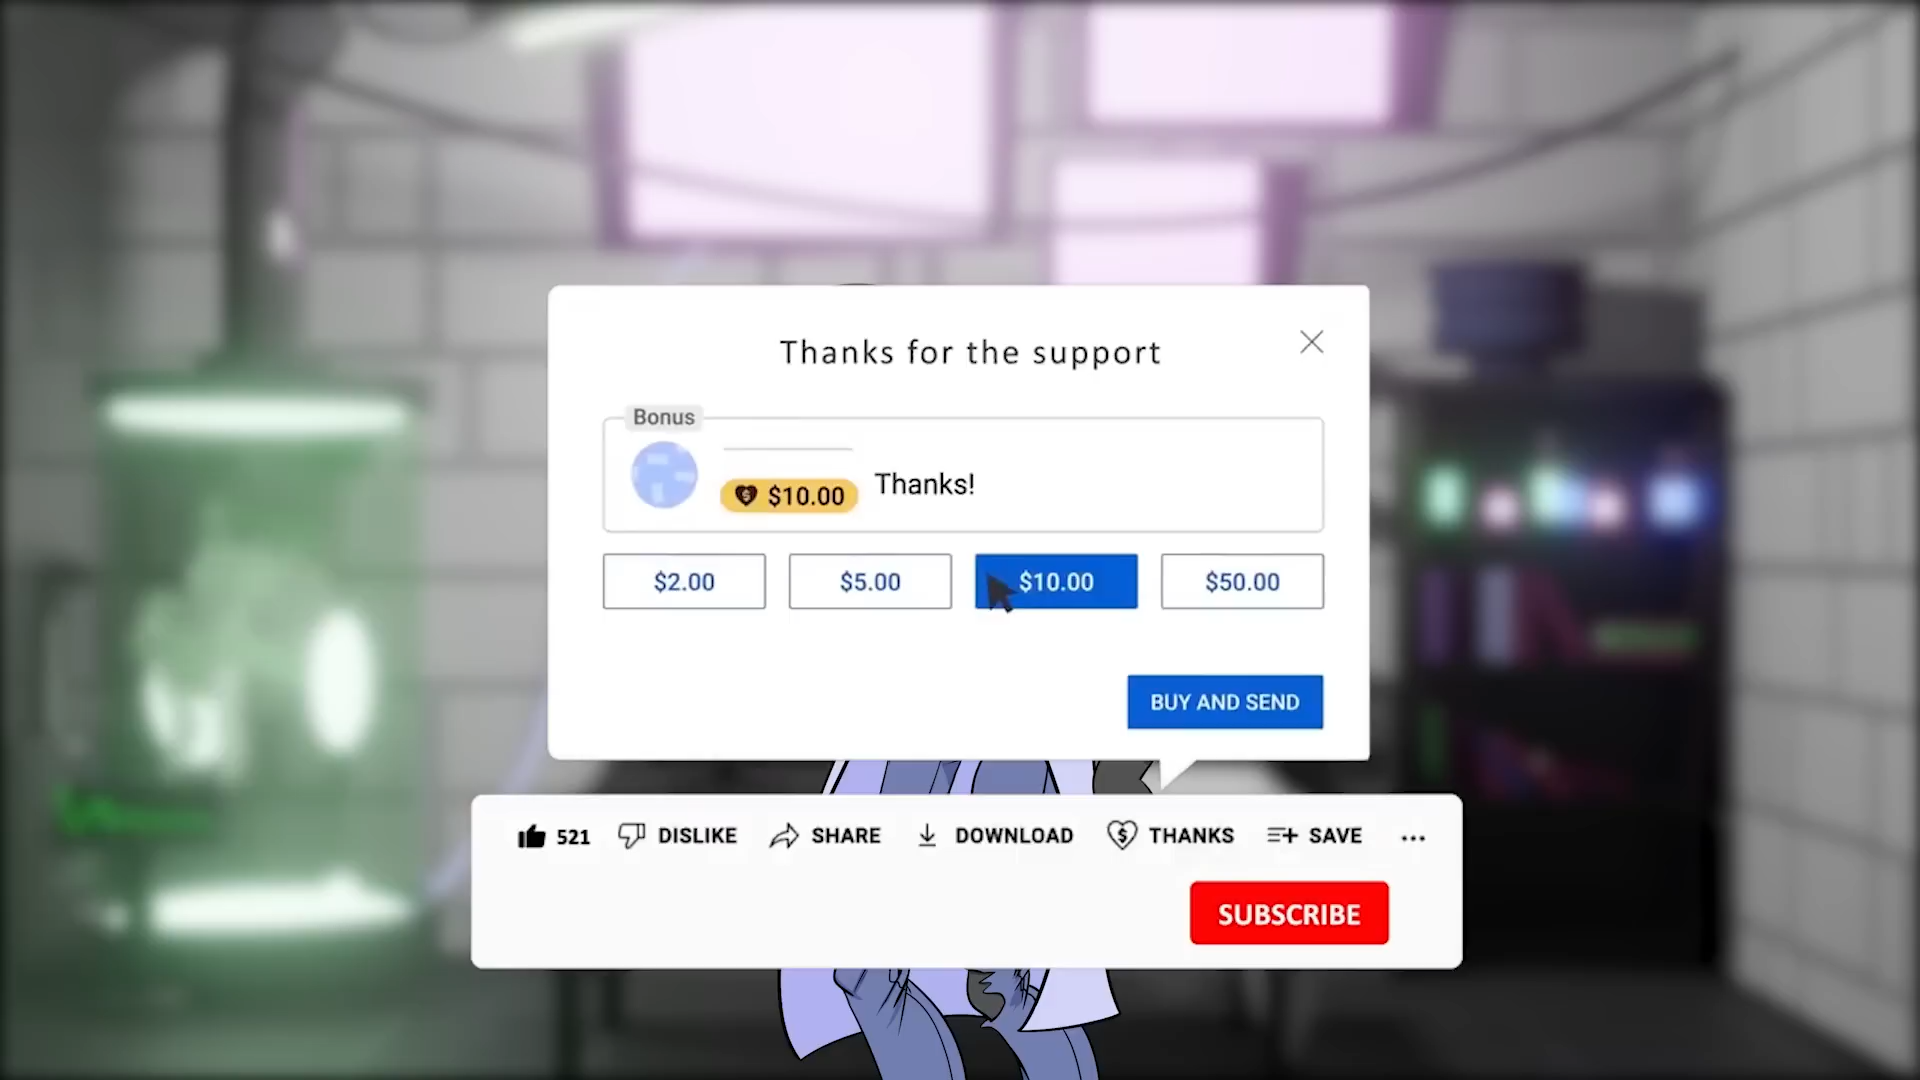 Thanks for the support
Bonus
$10.00 Thanks!
$2.00 $5.00 $10.00 $50.00
BUY AND SEND
521 DISLIKE SHARE DOWNLOAD THANKS SAVE ...
SUBSCRIBE